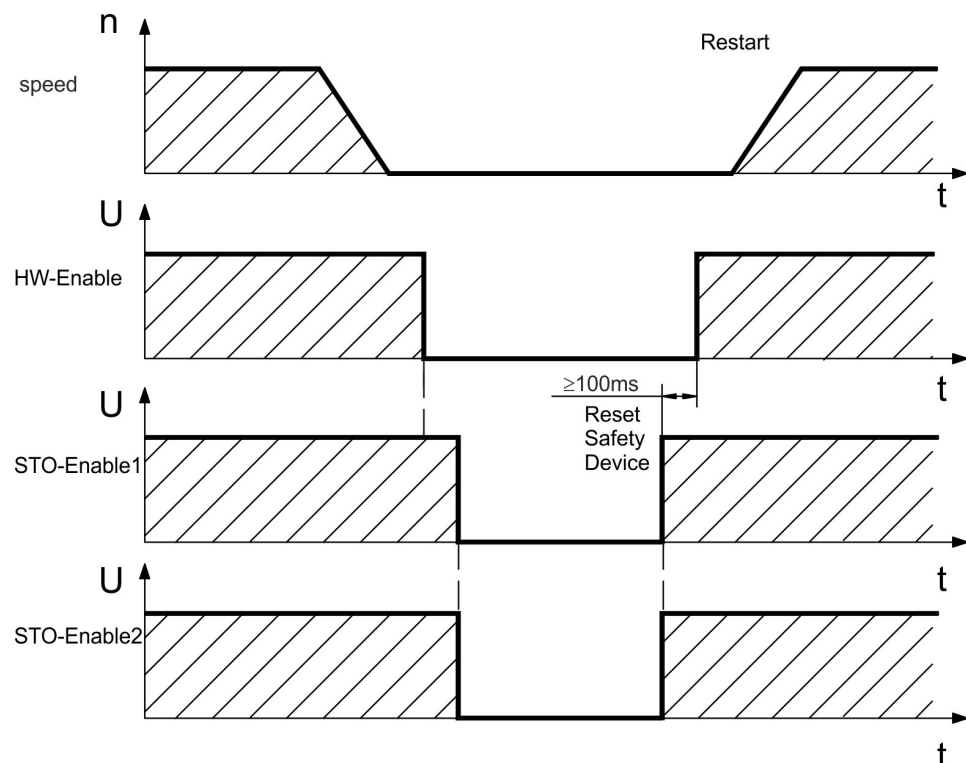 n
Restart
speed
t
U
HW-Enable
≥100ms
t
U
Reset
Safety
Device
STO-Enable1
t
U
STO-Enable2
t